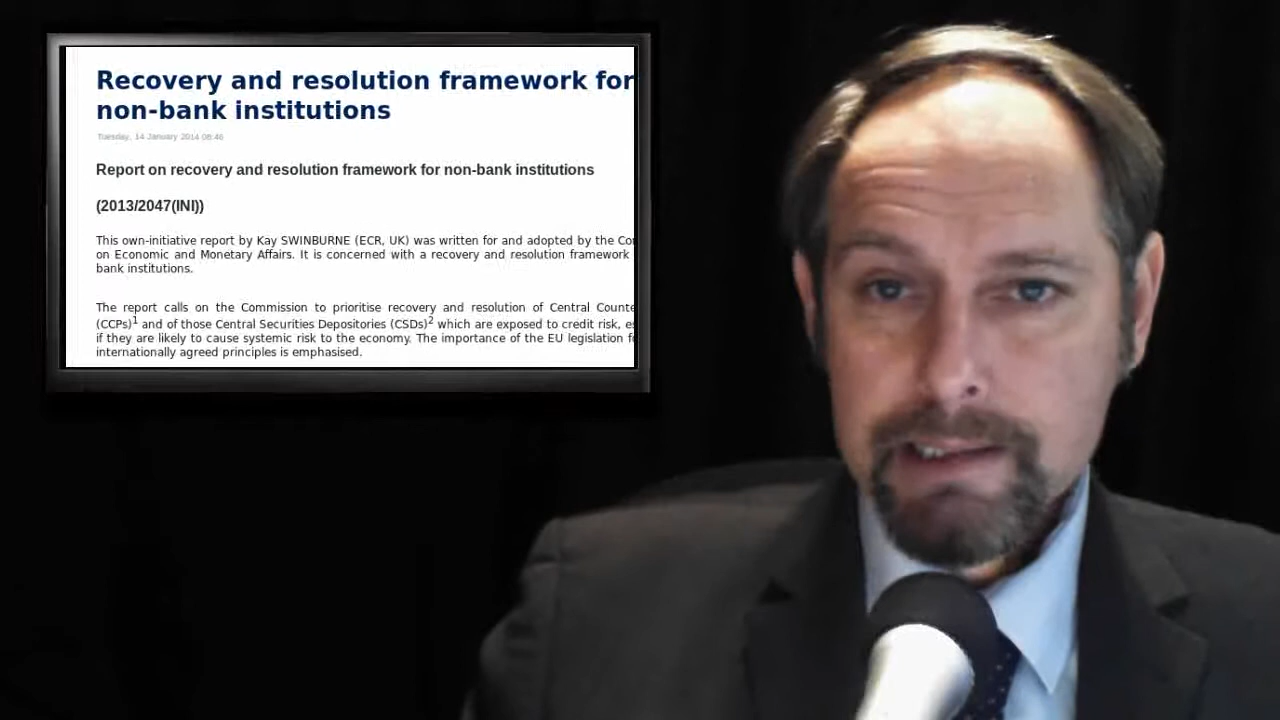 Recovery and resolution framework for
non-bank institutions
Tuesday, 14 January 2014 08:46
Report on recovery and resolution framework for non-bank institutions
(2013/2047(INI))
This own-initiative report by Kay SWINBURNE (ECR, UK) was written for and adopted by the
on Economic and Monetary Affairs. It is concerned with a recovery and resolution framework
bank institutions.
The report calls on the Commission to prioritise recovery and resolution of Central
(CCPs)1 and of those Central Securities Depositories (CSDs)2 which are exposed to credit risk,
if they are likely to cause systemic risk to the economy. The importance of the EU legislation
internationally agreed principles is emphasised.